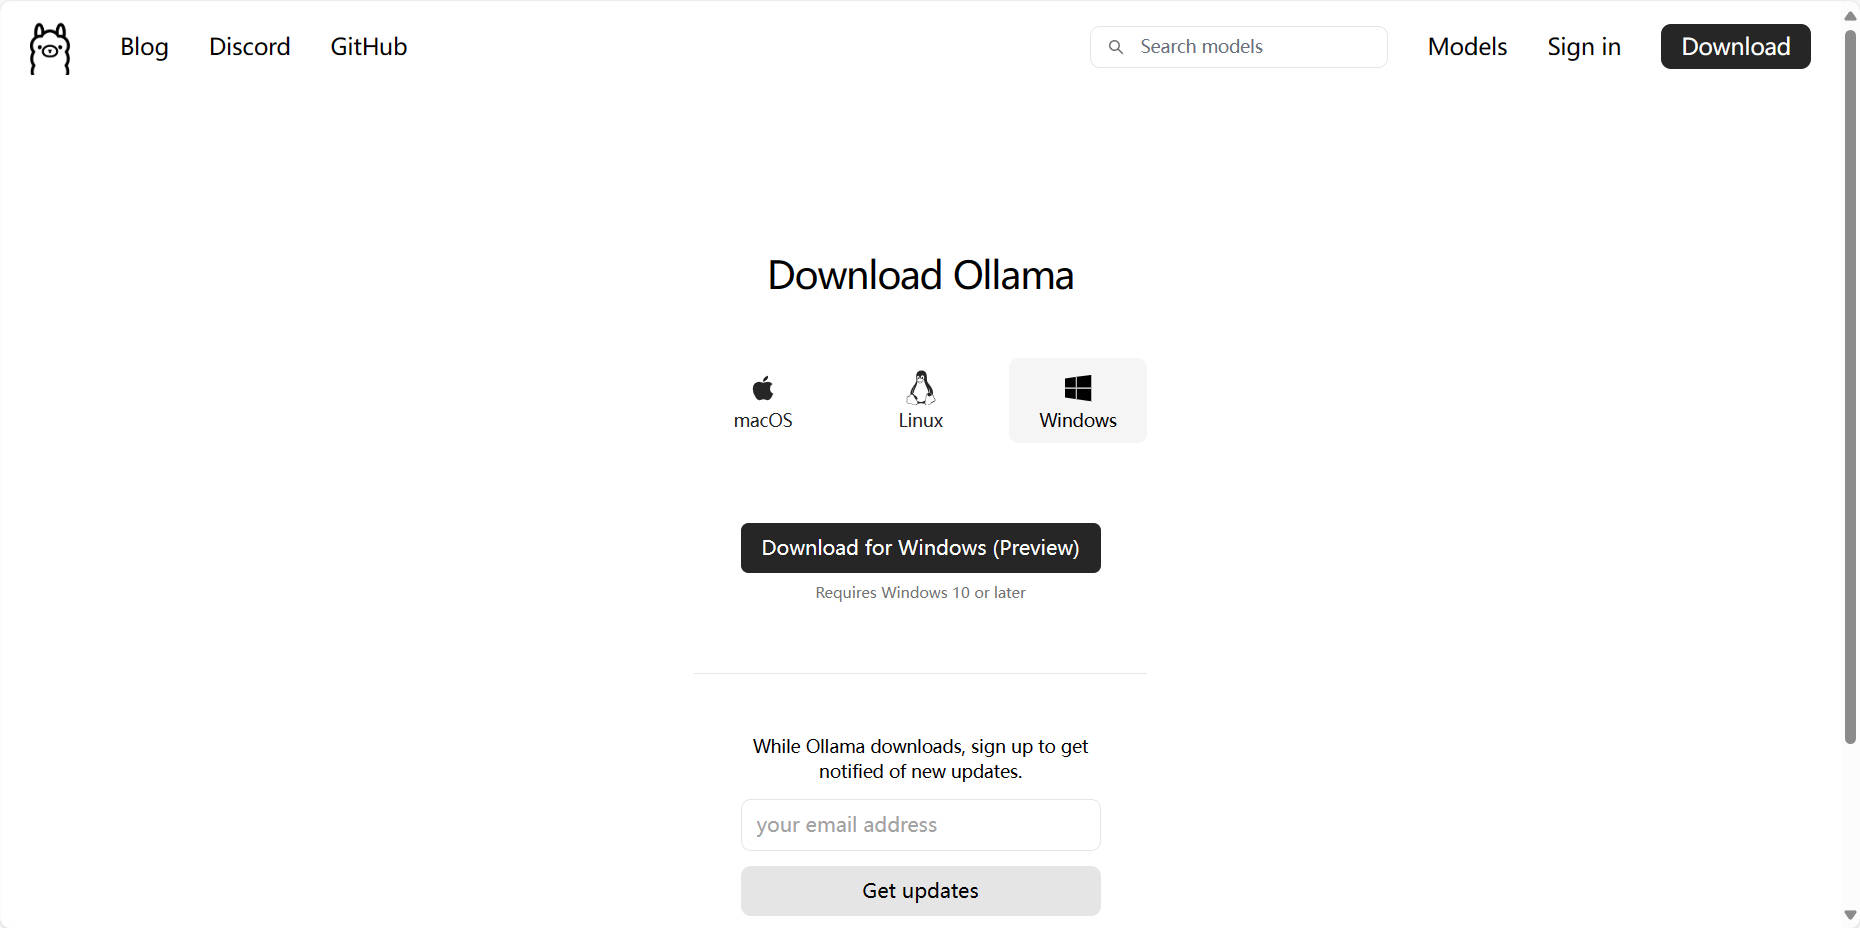 Blog Discord GitHub Search models Models Sign in Download
Download Ollama
macOS Linux Windows
Download for Windows (Preview)
Requires Windows 10 or later
While Ollama downloads, sign up to get
notified of new updates.
your email address
Get updates